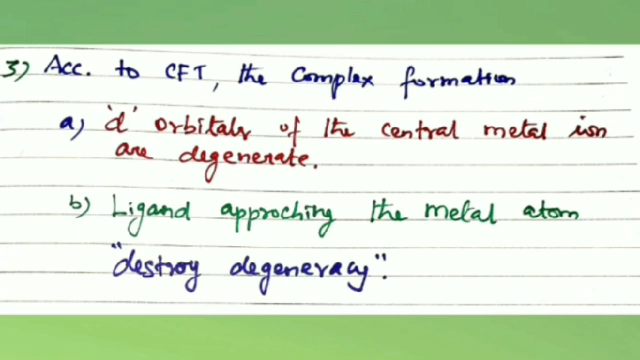 3) Acc. to CFT, the Complex formation
a) 'd' orbitals of the central metal ion
are degenerate.
b) Ligand approching the metal atom
"destroy degeneracy".